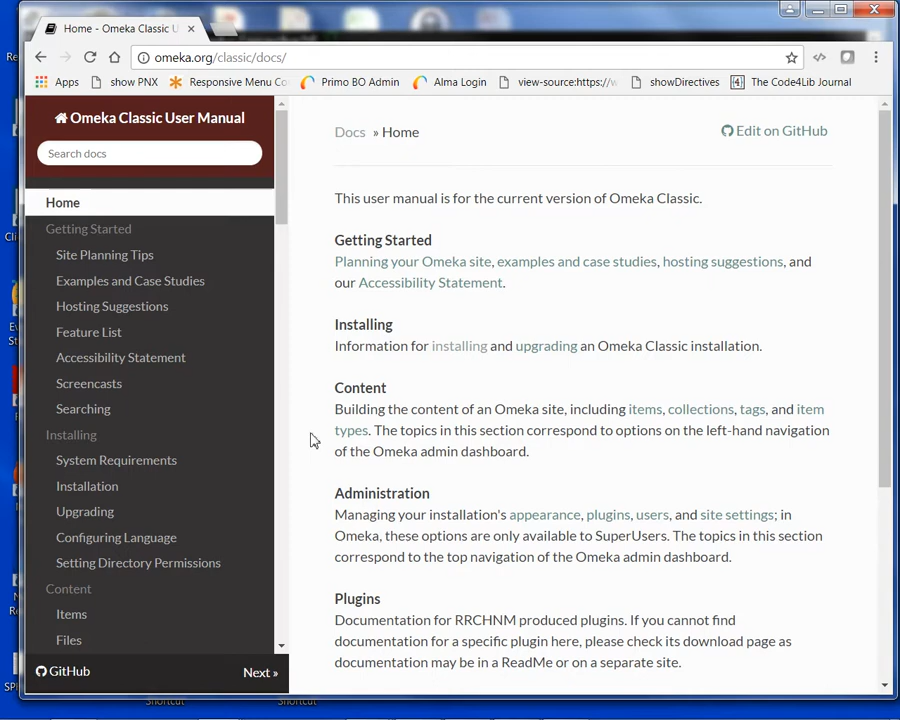 Home - Omeka Classic U
omeka.org/classic/docs/
Apps show PNX Responsive Menu Co Primo BO Admin Alma Login view-source:https://w showDirectives [4] The Code4Lib Journal
Omeka Classic User Manual
Search docs
Home
Getting Started
Site Planning Tips
Examples and Case Studies
Hosting Suggestions
Feature List
Accessibility Statement
Screencasts
Searching
Installing
System Requirements
Installation
Upgrading
Configuring Language
Setting Directory Permissions
Content
Items
Files
GitHub Next »
Docs » Home Edit on GitHub
This user manual is for the current version of Omeka Classic.
Getting Started
Planning your Omeka site, examples and case studies, hosting suggestions, and
our Accessibility Statement.
Installing
Information for installing and upgrading an Omeka Classic installation.
Content
Building the content of an Omeka site, including items, collections, tags, and item
types. The topics in this section correspond to options on the left-hand navigation
of the Omeka admin dashboard.
Administration
Managing your installation's appearance, plugins, users, and site settings; in
Omeka, these options are only available to SuperUsers. The topics in this section
correspond to the top navigation of the Omeka admin dashboard.
Plugins
Documentation for RRCHNM produced plugins. If you cannot find
documentation for a specific plugin here, please check its download page as
documentation may be in a ReadMe or on a separate site.
Shortcut Shortcut